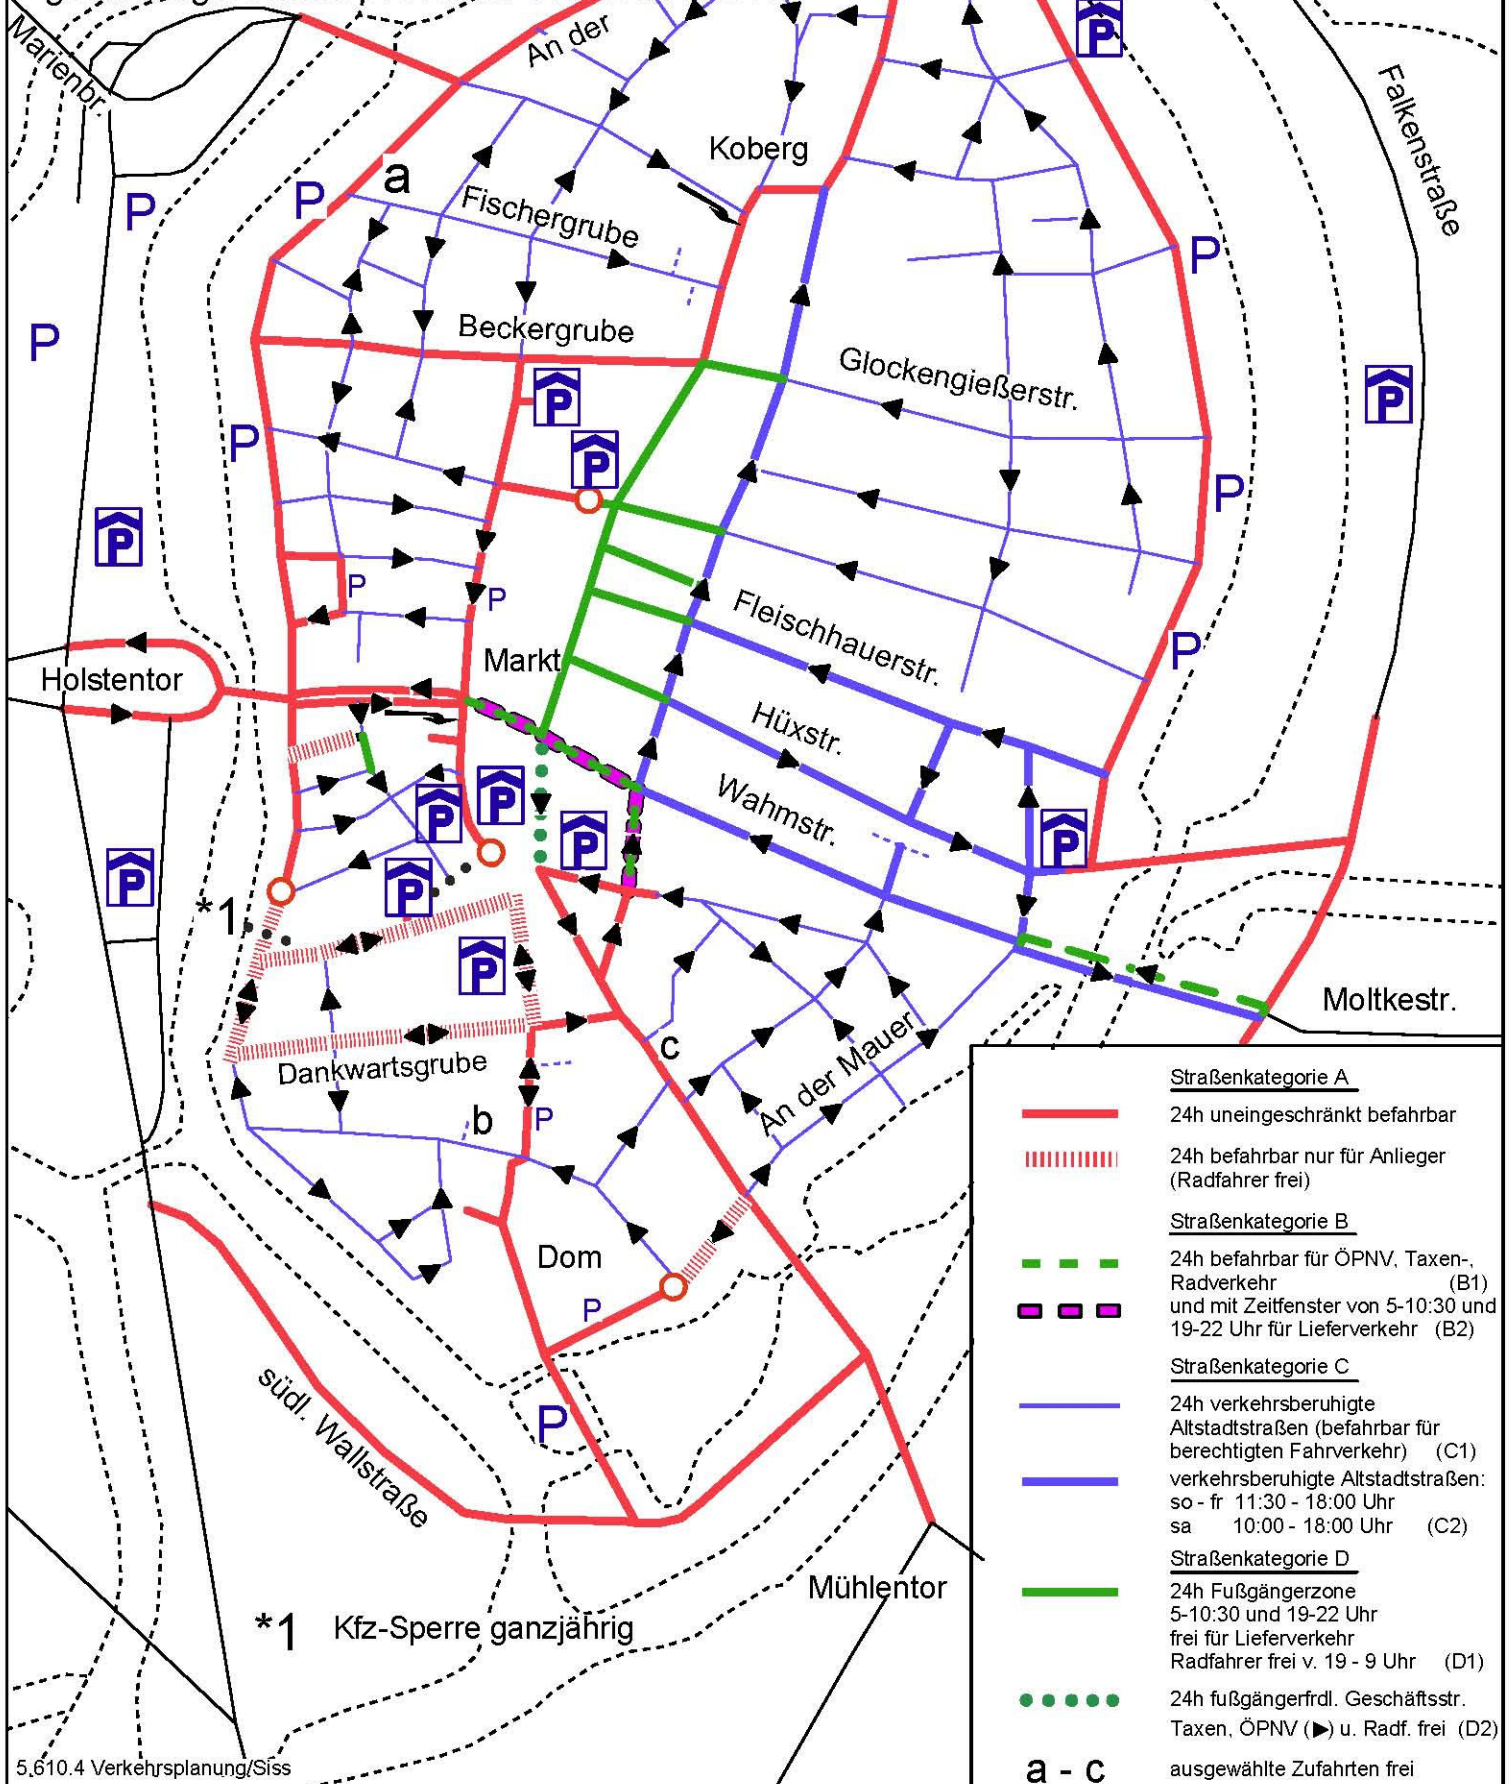 Marienbr.
An der
Koberg
Falkenstraße
P
P
a
Fischergrube
P
P
Beckergrube
Glockengießerstr.
P
P
P
P
P
P
P
P
P
Fleischhauerstr.
P
Markt
Holstentor
Hüxstr.
Wahmstr.
P
P
P
P
P
P
*1
P
Moltkestr.
c
An der Mauer
Dankwartsgrube
b
P
Dom
P
P
südl. Wallstraße
Mühlentor
*1 Kfz-Sperre ganzjährig
5.610.4 Verkehrsplanung/Siss
Straßenkategorie A
24h uneingeschränkt befahrbar
24h befahrbar nur für Anlieger
(Radfahrer frei)
Straßenkategorie B
24h befahrbar für ÖPNV, Taxen-,
Radverkehr (B1)
und mit Zeitfenster von 5-10:30 und
19-22 Uhr für Lieferverkehr (B2)
Straßenkategorie C
24h verkehrsberuhigte
Altstadtstraßen (befahrbar für
berechtigten Fahrverkehr) (C1)
verkehrsberuhigte Altstadtstraßen:
so - fr 11:30 - 18:00 Uhr
sa 10:00 - 18:00 Uhr (C2)
Straßenkategorie D
24h Fußgängerzone
5-10:30 und 19-22 Uhr
frei für Lieferverkehr
Radfahrer frei v. 19 - 9 Uhr (D1)
24h fußgängerfrdl. Geschäftsstr.
Taxen, ÖPNV (▶) u. Radf. frei (D2)
a - c ausgewählte Zufahrten frei